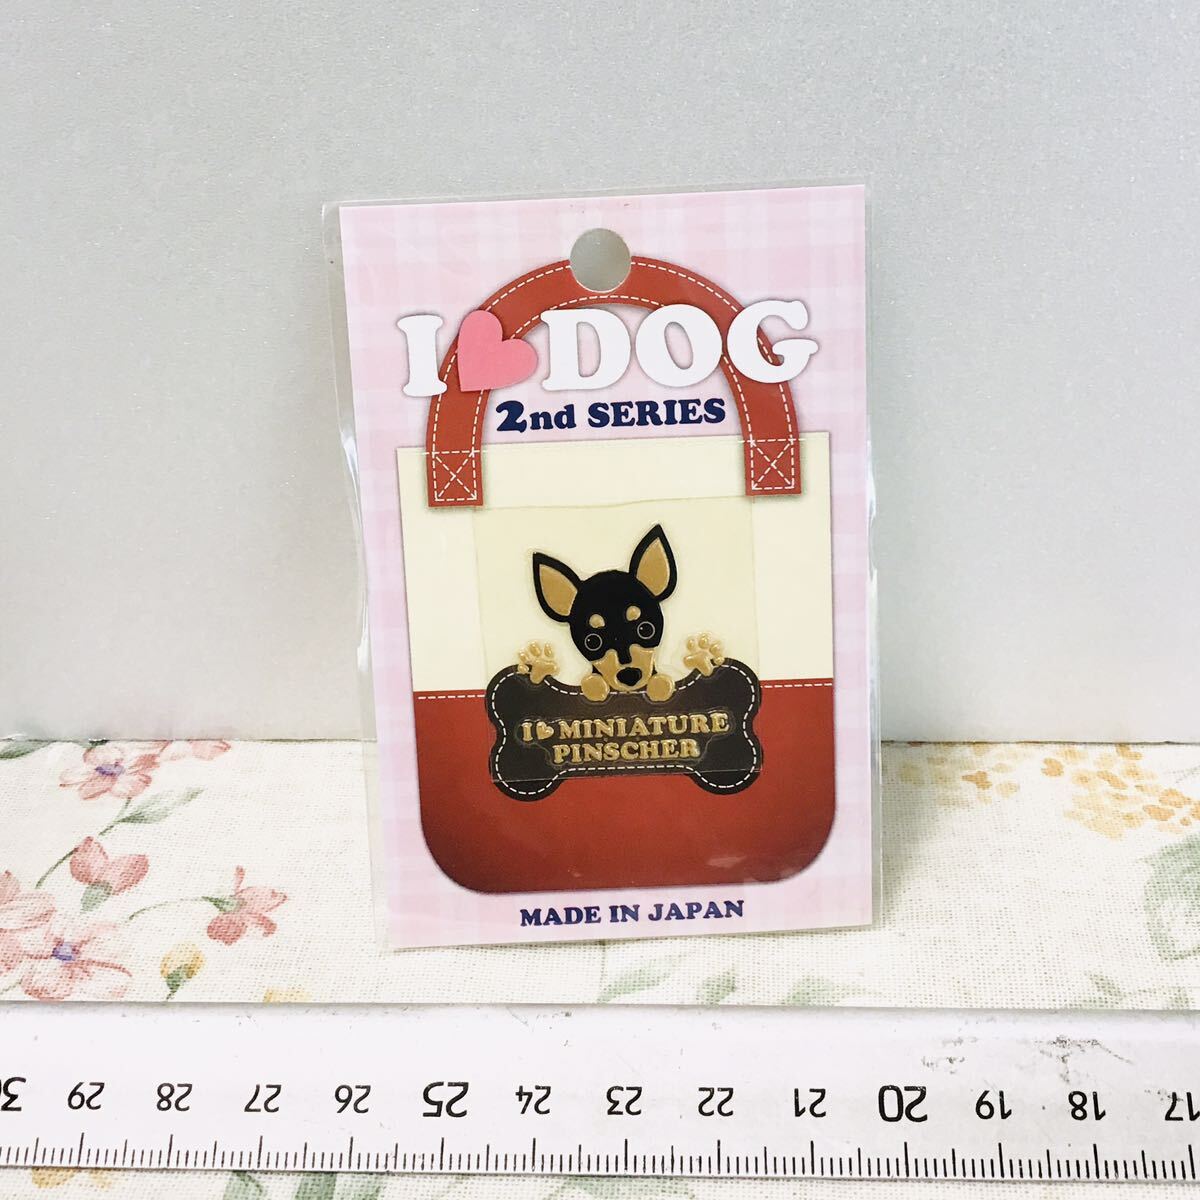 I ♥ DOG
2nd SERIES
I ♥ MINIATURE
PINSCHER
MADE IN JAPAN
30 29 28 27 26 25 24 23 22 21 20 19 18 17